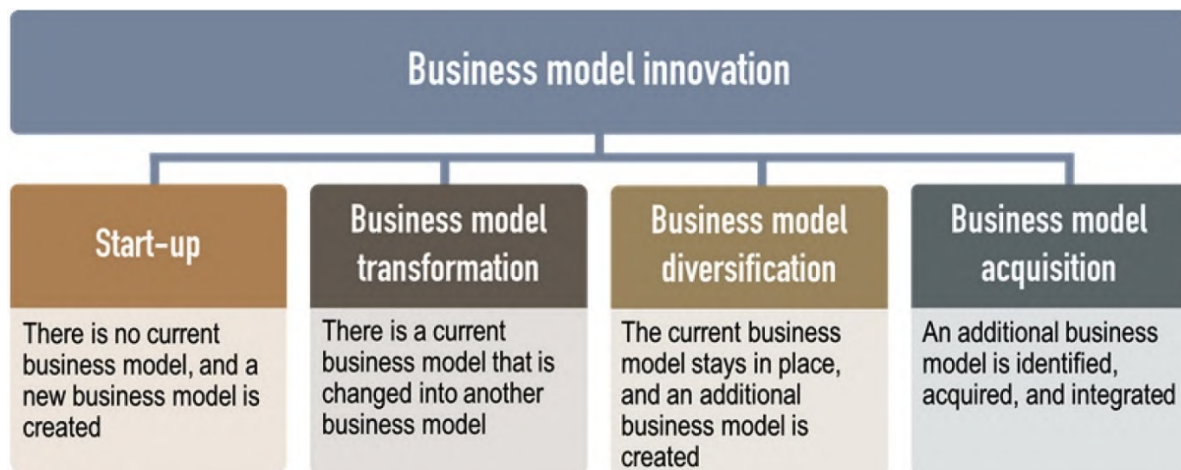 Business model innovation
Start-up
There is no current
business model, and a
new business model is
created
Business model
transformation
There is a current
business model that is
changed into another
business model
Business model
diversification
The current business
model stays in place,
and an additional
business model is
created
Business model
acquisition
An additional business
model is identified,
acquired, and integrated